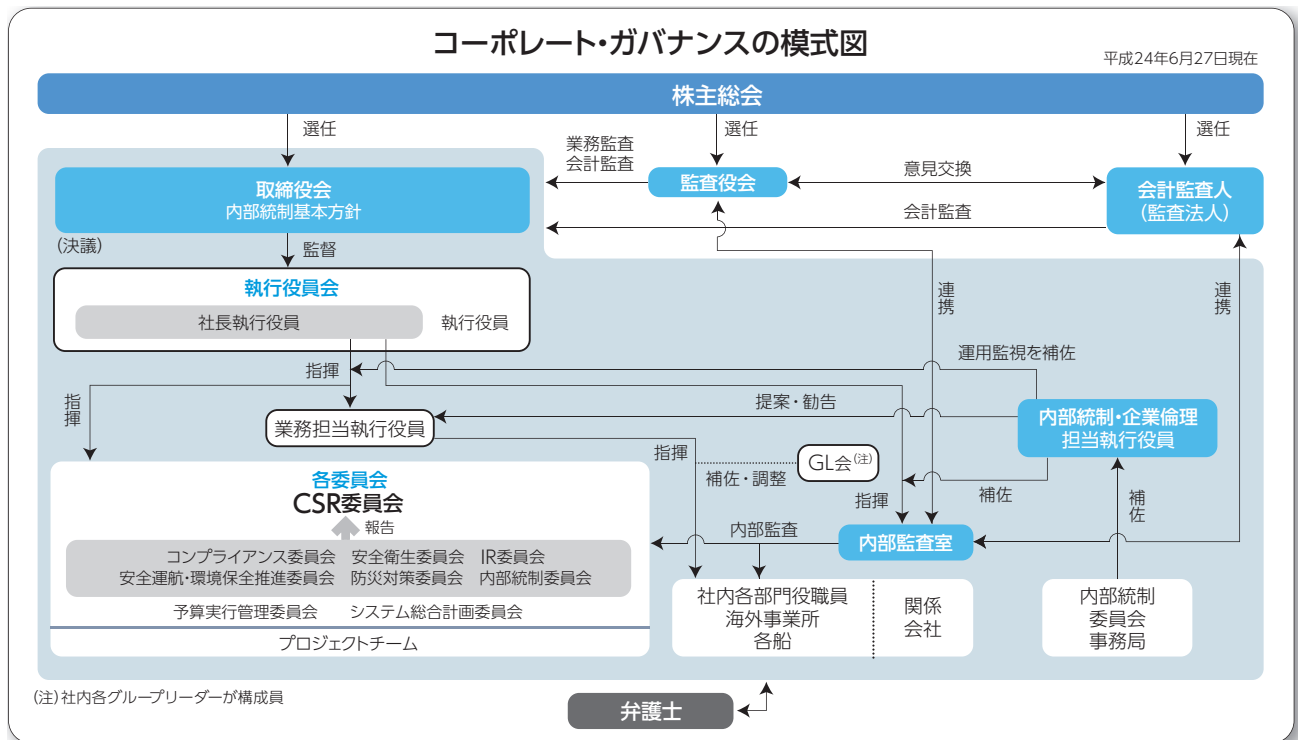 コーポレート・ガバナンスの模式図
平成24年6月27日現在
株主総会
選任
選任
選任
業務監査
会計監査
取締役会
内部統制基本方針
監査役会
意見交換
会計監査人
(監査法人)
会計監査
(決議)
監督
執行役員会
社長執行役員
執行役員
連携
連携
指揮
運用監視を補佐
指揮
提案・勧告
業務担当執行役員
内部統制・企業倫理
担当執行役員
指揮
GL会(注)
補佐・調整
各委員会
CSR委員会
報告
指揮
補佐
補佐
内部監査
内部監査室
コンプライアンス委員会 安全衛生委員会 IR委員会
安全運航・環境保全推進委員会 防災対策委員会 内部統制委員会
予算実行管理委員会 システム総合計画委員会
プロジェクトチーム
社内各部門役職員
海外事業所
各船
関係
会社
内部統制
委員会
事務局
(注)社内各グループリーダーが構成員
弁護士